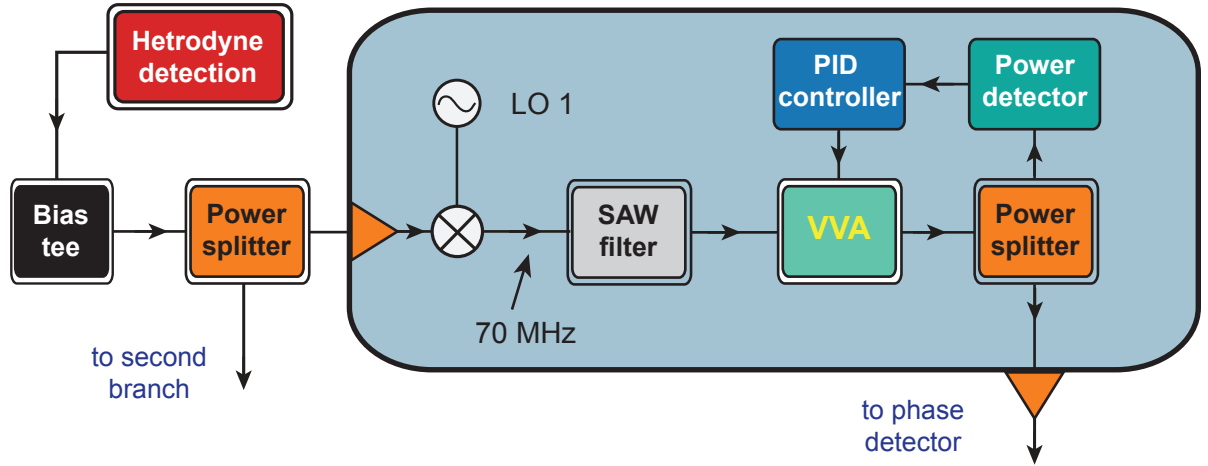 Hetrodyne
detection
Bias
tee
Power
splitter
to second
branch
LO 1
70 MHz
SAW
filter
PID
controller
Power
detector
VVA
Power
splitter
to phase
detector